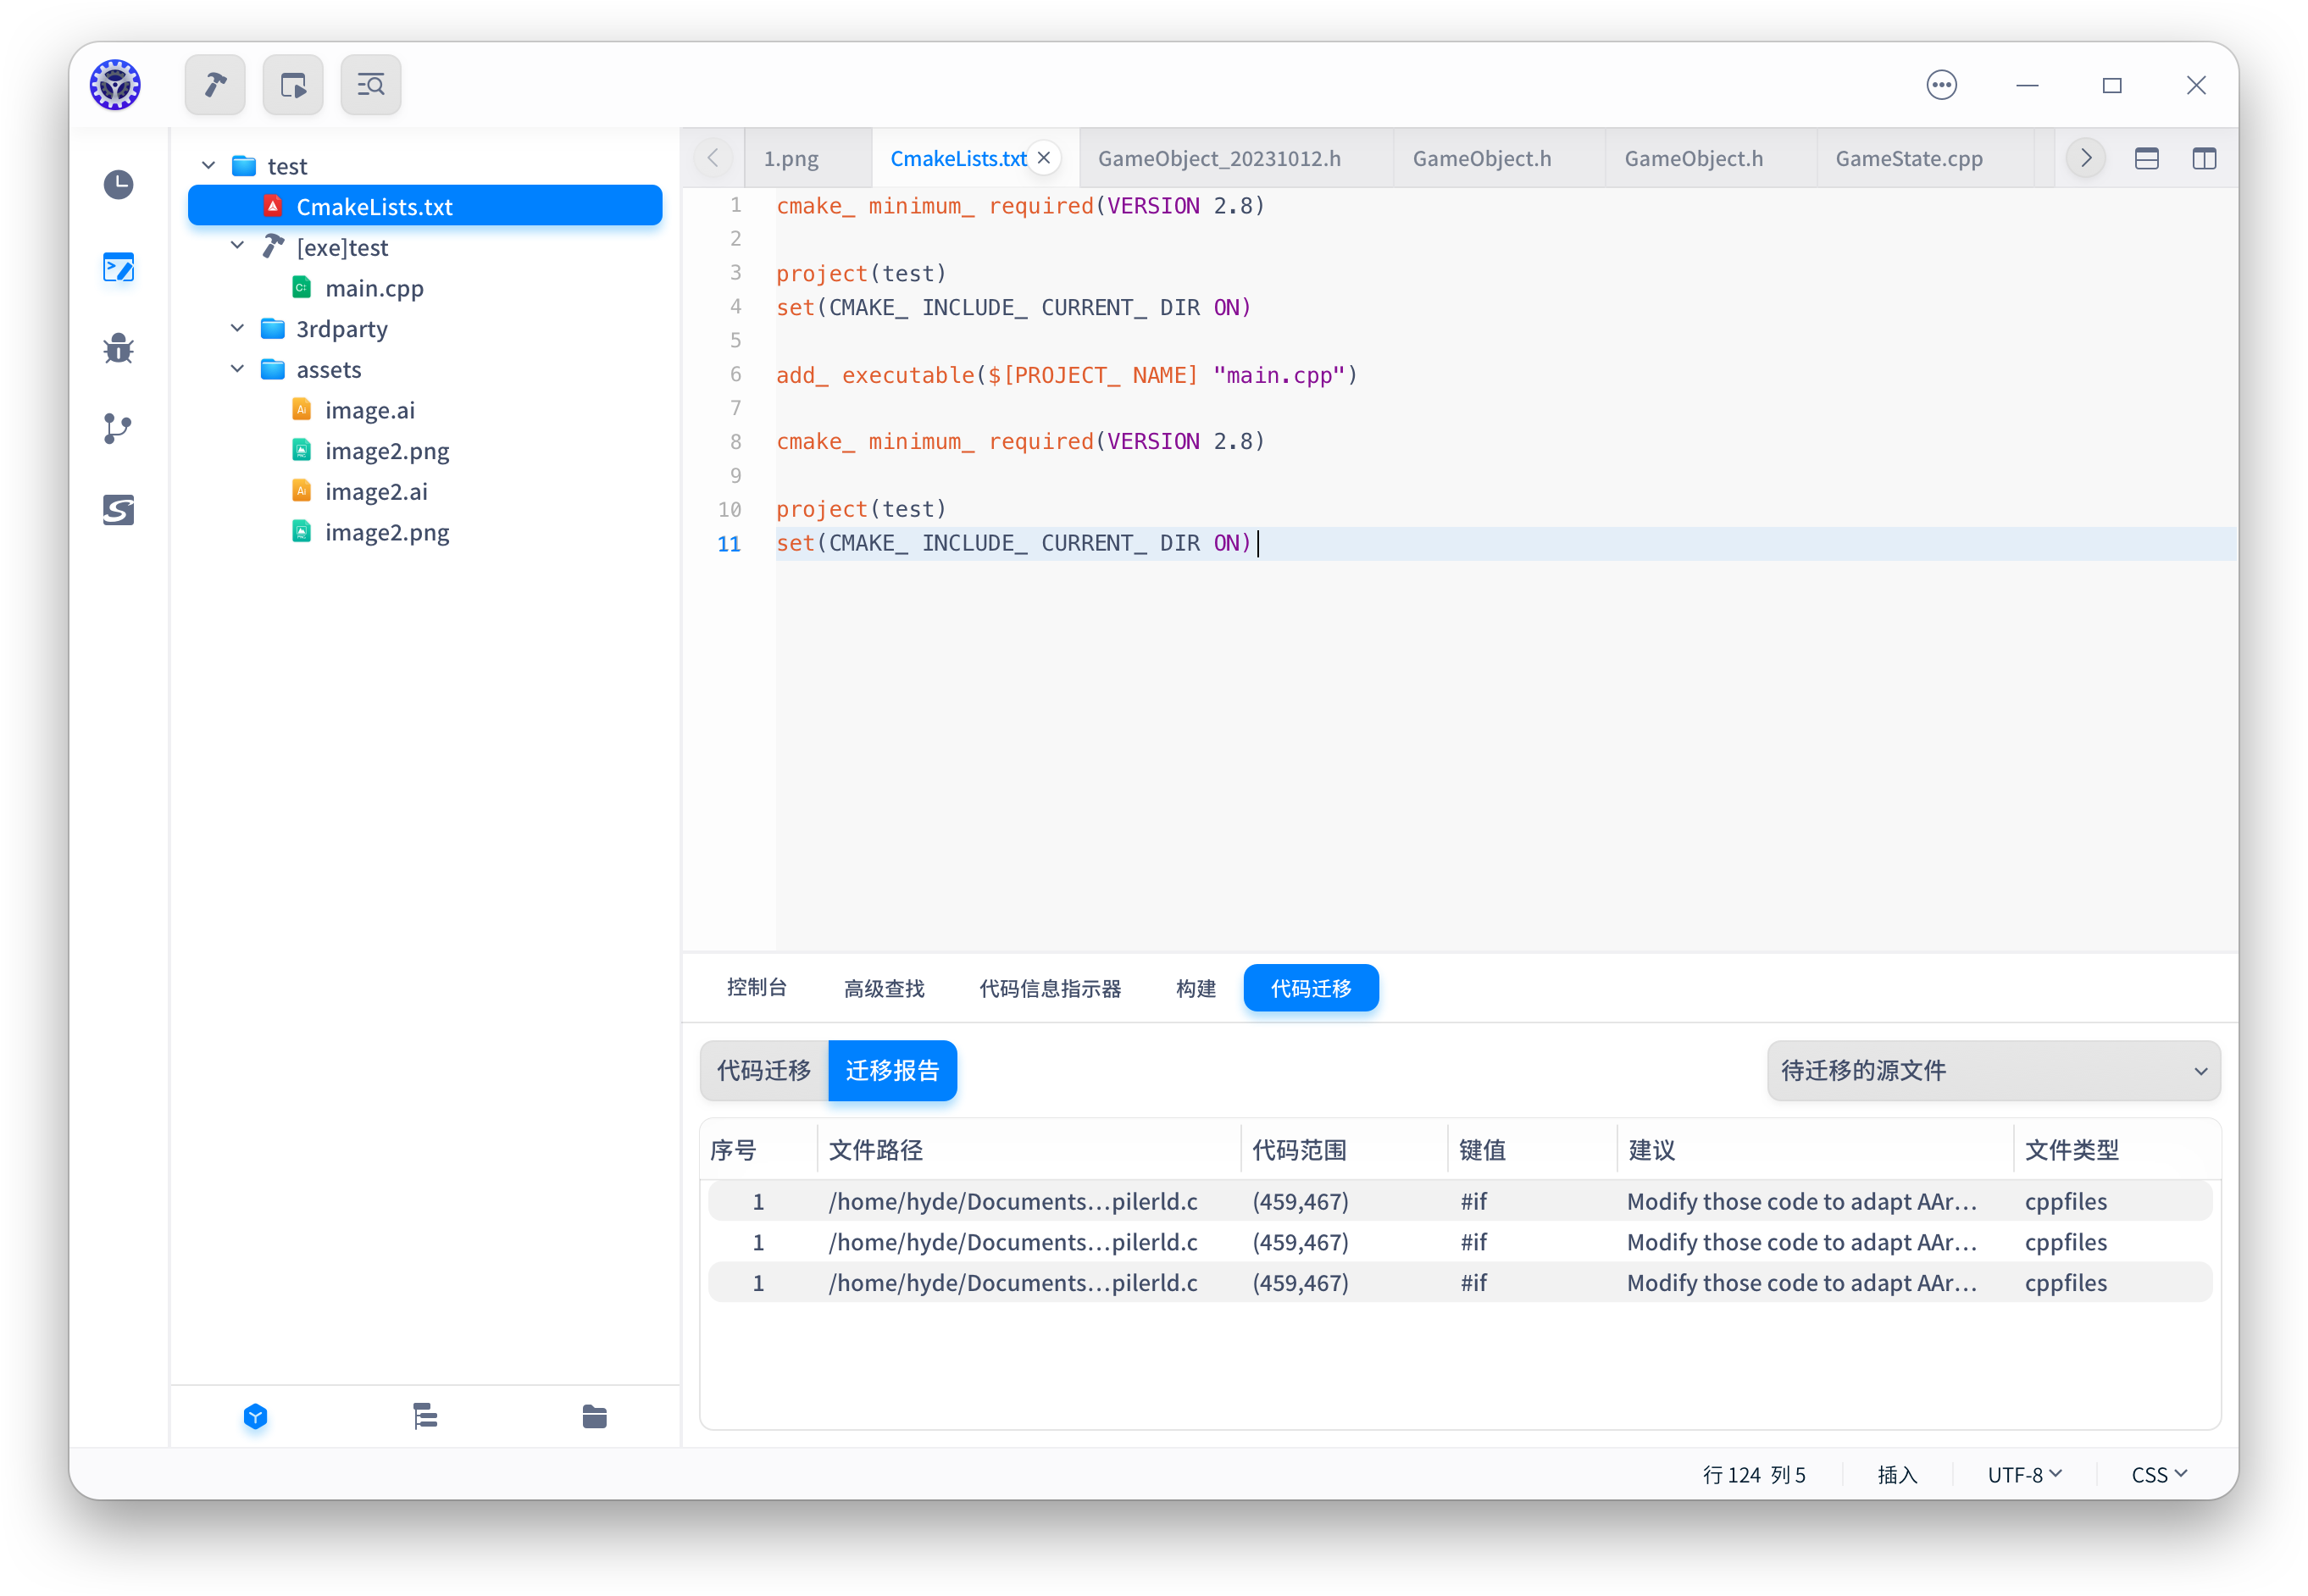 test
CmakeLists.txt
[exe]test
main.cpp
3rdparty
assets
image.ai
image2.png
image2.ai
image2.png
1.png CmakeLists.txt GameObject_20231012.h GameObject.h GameObject.h GameState.cpp
1 cmake_ minimum_ required(VERSION 2.8)
2
3 project(test)
4 set(CMAKE_ INCLUDE_ CURRENT_ DIR ON)
5
6 add_ executable($[PROJECT_ NAME] "main.cpp")
7
8 cmake_ minimum_ required(VERSION 2.8)
9
10 project(test)
11 set(CMAKE_ INCLUDE_ CURRENT_ DIR ON)
控制台 高级查找 代码信息指示器 构建 代码迁移
代码迁移 迁移报告 待迁移的源文件
序号 文件路径 代码范围 键值 建议 文件类型
1 /home/hyde/Documents...pilerld.c (459,467) #if Modify those code to adapt AAr... cppfiles
1 /home/hyde/Documents...pilerld.c (459,467) #if Modify those code to adapt AAr... cppfiles
1 /home/hyde/Documents...pilerld.c (459,467) #if Modify those code to adapt AAr... cppfiles
行 124 列 5 插入 UTF-8 CSS